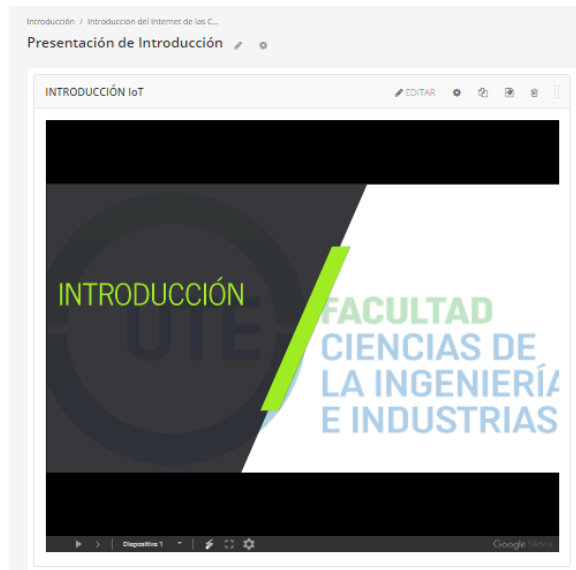 Introducción / Introduccion del Internet de las C...
Presentación de Introducción
INTRODUCCIÓN IoT
EDITAR
INTRODUCCIÓN
UTE
FACULTAD
CIENCIAS DE
LA INGENIERÍA
E INDUSTRIAS
Diapositiva 1
Google Slides